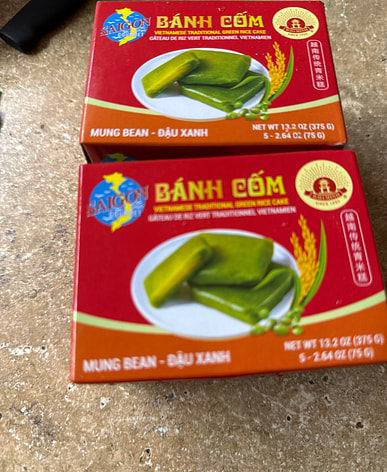 SAIGON
BÁNH CỐM
VIETNAMESE TRADITIONAL GREEN RICE CAKE
GÂTEAU DE RIZ VERT TRADITIONNEL VIETNAMIEN
越南传统青米糕
MUNG BEAN - ĐẬU XANH
NET WT 13.2 OZ (375 G)
5 - 2.64 OZ (75 G)
SAIGON
BÁNH CỐM
VIETNAMESE TRADITIONAL GREEN RICE CAKE
GÂTEAU DE RIZ VERT TRADITIONNEL VIETNAMIEN
SINCE
越南传统青米糕
MUNG BEAN - ĐẬU XANH
NET WT 13.2 OZ (375 G)
5 - 2.64 OZ (75 G)